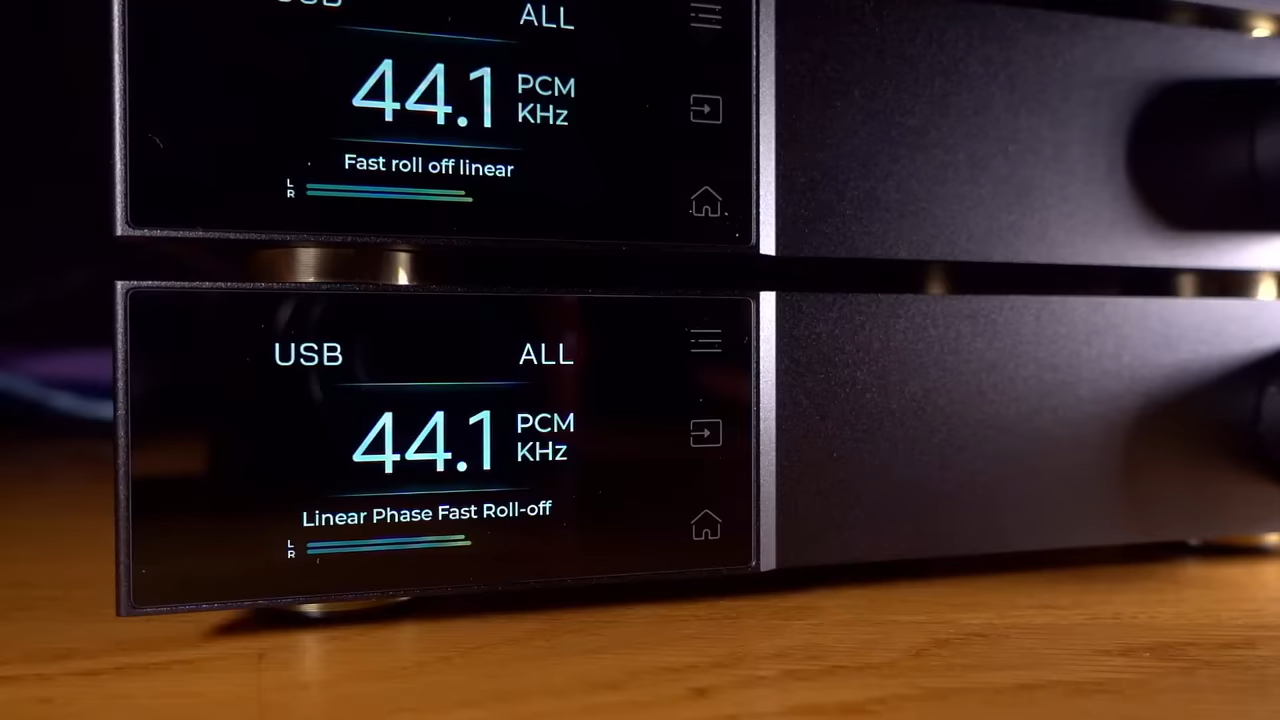 USB ALL
44.1 PCM
KHz
Fast roll off linear
L
R
USB ALL
44.1 PCM
KHz
Linear Phase Fast Roll-off
L
R